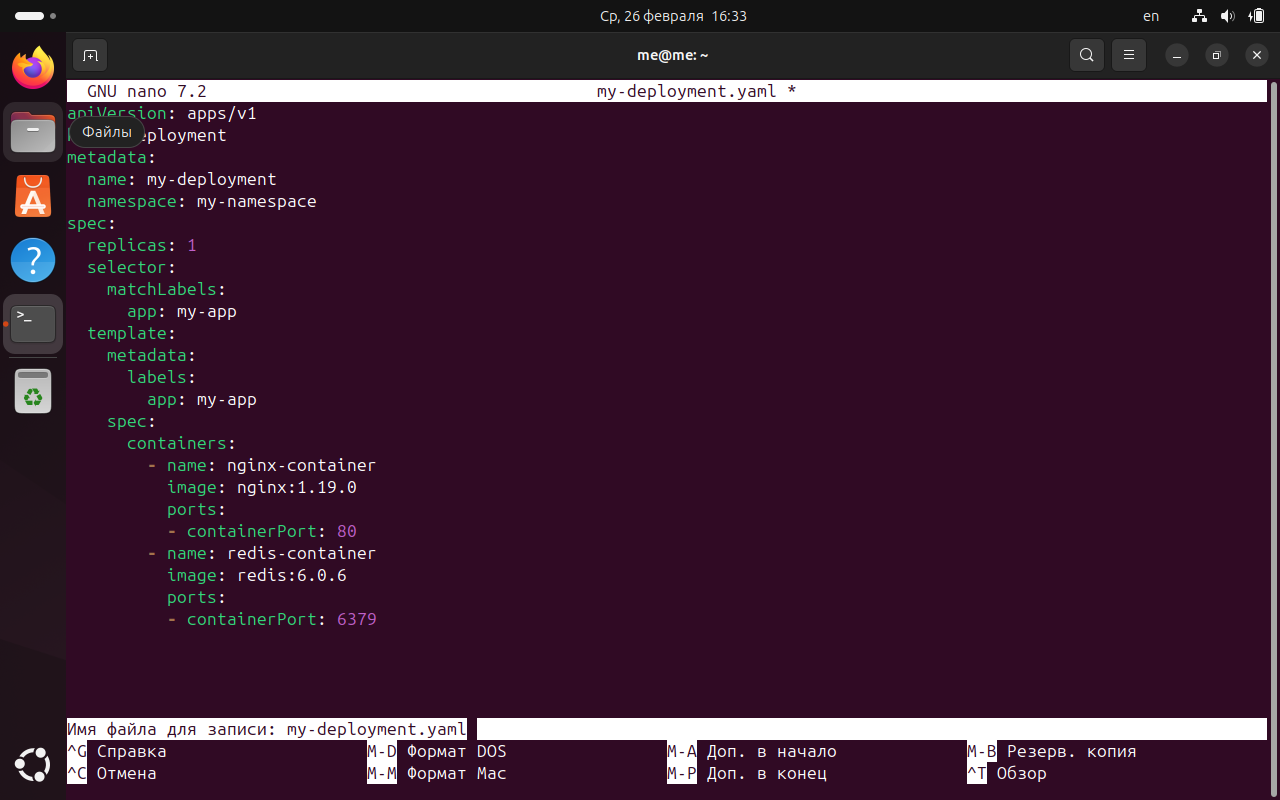 Ср, 26 февраля 16:33
en
me@me: ~
GNU nano 7.2 my-deployment.yaml *
apiVersion: apps/v1
Файлы
metadata:
name: my-deployment
namespace: my-namespace
spec:
replicas: 1
selector:
matchLabels:
app: my-app
template:
metadata:
labels:
app: my-app
spec:
containers:
- name: nginx-container
image: nginx:1.19.0
ports:
- containerPort: 80
- name: redis-container
image: redis:6.0.6
ports:
- containerPort: 6379
Имя файла для записи: my-deployment.yaml
^G Справка M-D Формат DOS M-A Доп. в начало M-B Резерв. копия
^C Отмена M-M Формат Mac M-P Доп. в конец ^T Обзор